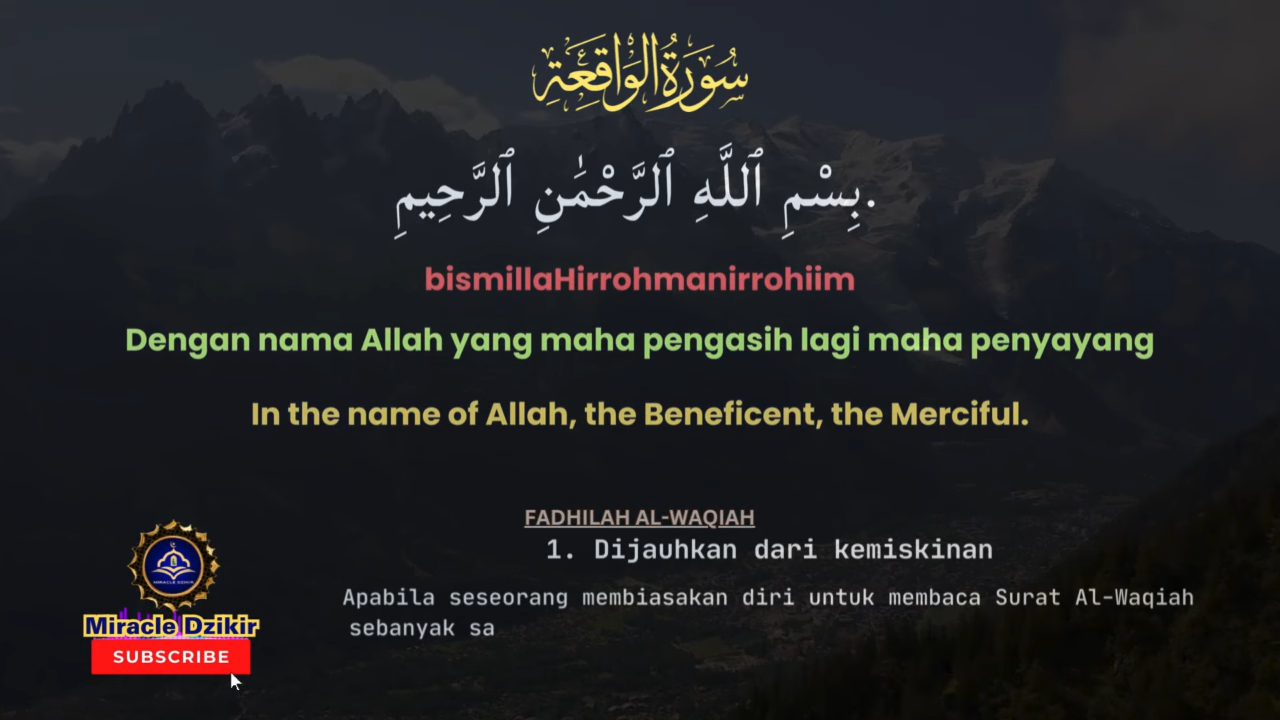 سُورَةُ الْوَاقِعَةِ
بِسْمِ ٱللَّهِ ٱلرَّحْمَٰنِ ٱلرَّحِيمِ.
bismillaHirrohmanirrohiim
Dengan nama Allah yang maha pengasih lagi maha penyayang
In the name of Allah, the Beneficent, the Merciful.
FADHILAH AL-WAQIAH
1. Dijauhkan dari kemiskinan
Apabila seseorang membiasakan diri untuk membaca Surat Al-Waqiah
sebanyak sa
MIRACLE DZIKIR
Miracle Dzikir
SUBSCRIBE